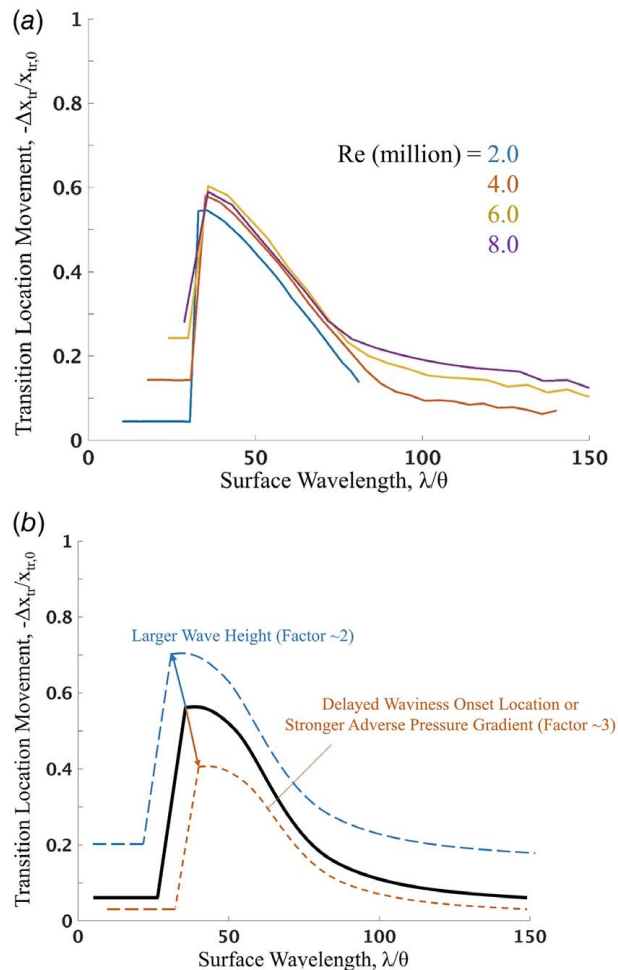 (a)
1
0.8
0.6
0.4
0.2
0
Transition Location Movement, -Δx_tr/x_tr,0
Re (million) = 2.0
4.0
6.0
8.0
0 50 100 150
Surface Wavelength, λ/θ
(b)
1
0.8
0.6
0.4
0.2
0
Transition Location Movement, -Δx_tr/x_tr,0
Larger Wave Height (Factor ~2)
Delayed Waviness Onset Location or
Stronger Adverse Pressure Gradient (Factor ~3)
0 50 100 150
Surface Wavelength, λ/θ